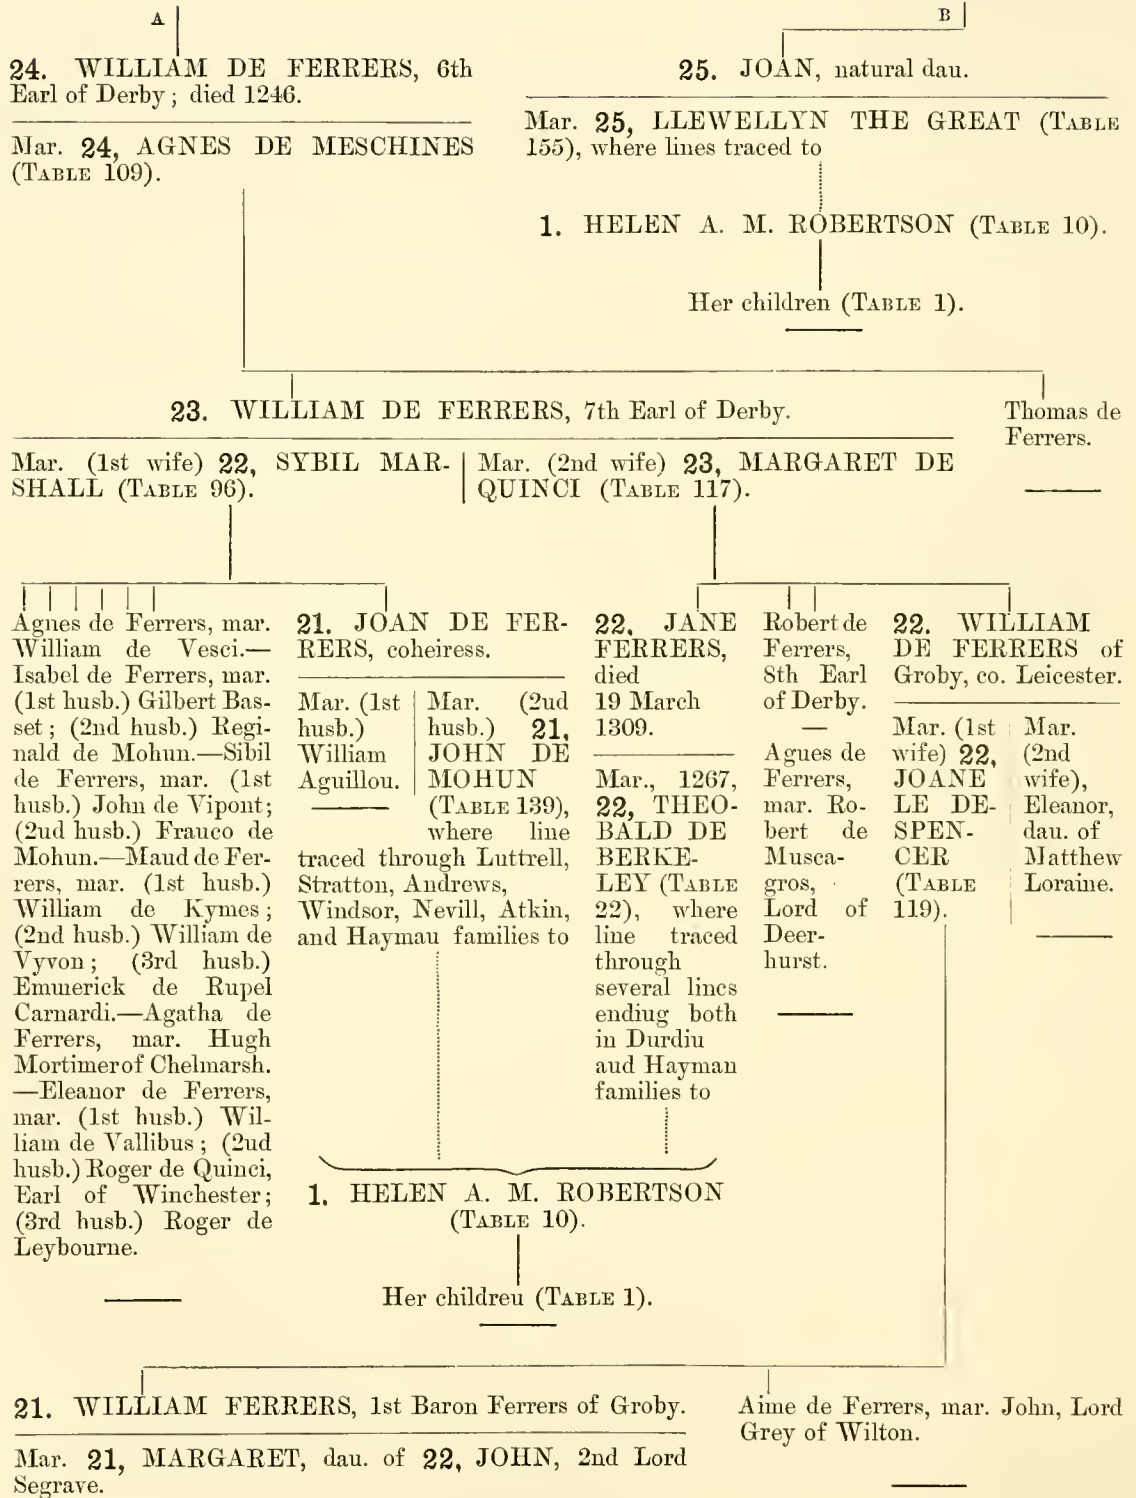 A
B
24. WILLIAM DE FERRERS, 6th
Earl of Derby; died 1246.
Mar. 24, AGNES DE MESCHINES
(TABLE 109).
25. JOAN, natural dau.
Mar. 25, LLEWELLYN THE GREAT (TABLE
155), where lines traced to
1. HELEN A. M. ROBERTSON (TABLE 10).
Her children (TABLE 1).
23. WILLIAM DE FERRERS, 7th Earl of Derby.
Thomas de
Ferrers.
Mar. (1st wife) 22, SYBIL MAR-
SHALL (TABLE 96).
Mar. (2nd wife) 23, MARGARET DE
QUINCI (TABLE 117).
Agnes de Ferrers, mar.
William de Vesci.—
Isabel de Ferrers, mar.
(1st husb.) Gilbert Bas-
set; (2nd husb.) Regi-
nald de Mohun.—Sibil
de Ferrers, mar. (1st
husb.) John de Vipont;
(2nd husb.) Franco de
Mohun.—Maud de Fer-
rers, mar. (1st husb.)
William de Kymes;
(2nd husb.) William de
Vyvon; (3rd husb.)
Emmerick de Rupel
Carnardi.—Agatha de
Ferrers, mar. Hugh
Mortimer of Chelmarsh.
—Eleanor de Ferrers,
mar. (1st husb.) Wil-
liam de Vallibus; (2nd
husb.) Roger de Quinci,
Earl of Winchester;
(3rd husb.) Roger de
Leybourne.
21. JOAN DE FER-
RERS, coheiress.
Mar. (1st
husb.)
William
Aguillou.
Mar. (2nd
husb.) 21,
JOHN DE
MOHUN
(TABLE 139),
where line
traced through Luttrell,
Stratton, Andrews,
Windsor, Nevill, Atkin,
and Hayman families to
22. JANE
FERRERS,
died
19 March
1309.
Mar., 1267,
22, THEO-
BALD DE
BERKE-
LEY (TABLE
22), where
line traced
through
several lines
ending both
in Durdin
and Hayman
families to
Robert de
Ferrers,
8th Earl
of Derby.
—
Agues de
Ferrers,
mar. Ro-
bert de
Musca-
gros,
Lord of
Deer-
hurst.
22. WILLIAM
DE FERRERS of
Groby, co. Leicester.
Mar. (1st
wife) 22,
JOANE
LE DE-
SPEN-
CER
(TABLE
119).
Mar.
(2nd
wife),
Eleanor,
dau. of
Matthew
Loraine.
1. HELEN A. M. ROBERTSON
(TABLE 10).
Her children (TABLE 1).
21. WILLIAM FERRERS, 1st Baron Ferrers of Groby.
Mar. 21, MARGARET, dau. of 22, JOHN, 2nd Lord
Segrave.
Aime de Ferrers, mar. John, Lord
Grey of Wilton.